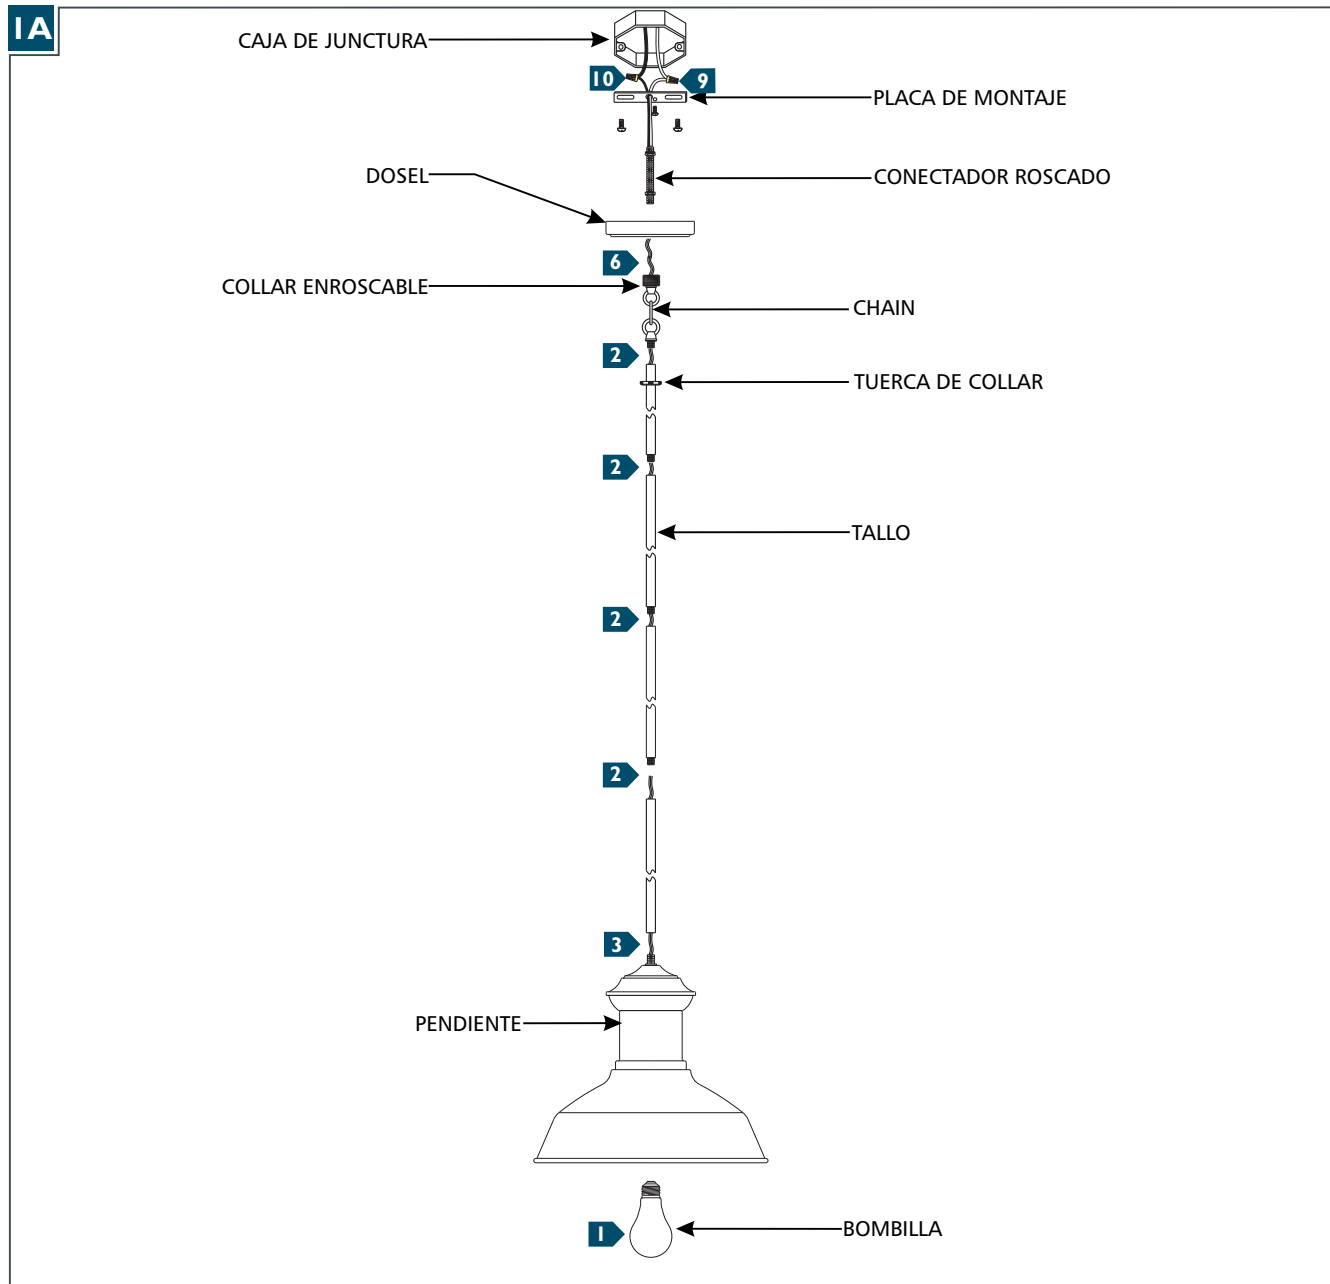 1A
CAJA DE JUNCTURA
10
9
PLACA DE MONTAJE
DOSEL
CONECTADOR ROSCADO
6
COLLAR ENROSCABLE
CHAIN
2
TUERCA DE COLLAR
2
TALLO
2
2
3
PENDIENTE
1
BOMBILLA